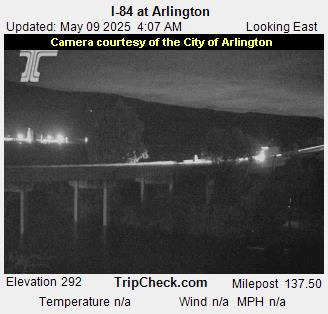 I-84 at Arlington
Updated: May 09 2025 4:07 AM Looking East
Camera courtesy of the City of Arlington
Elevation 292 TripCheck.com Milepost 137.50
Temperature n/a Wind n/a MPH n/a